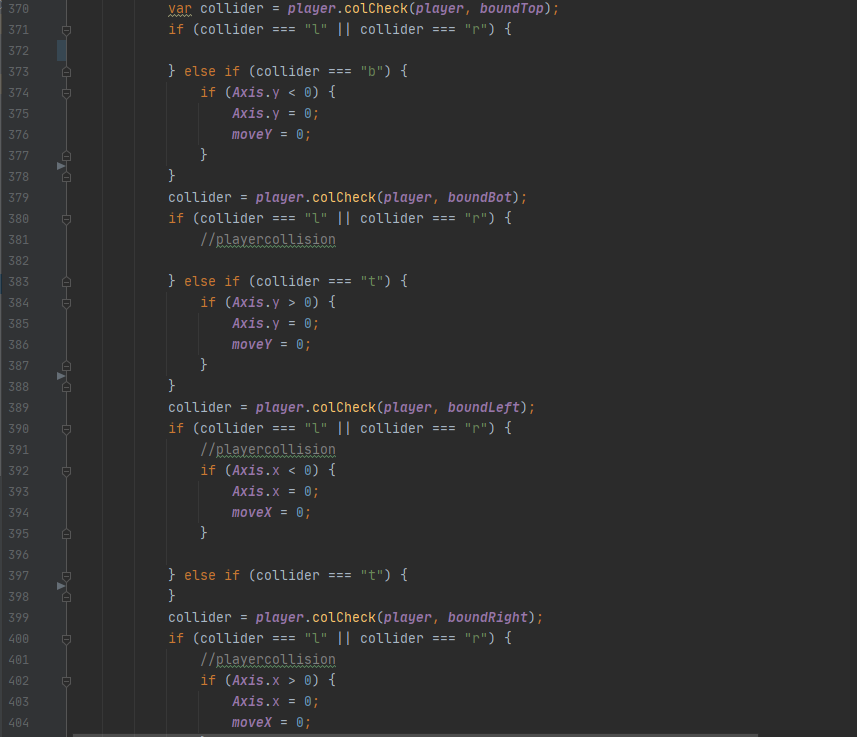 370 var collider = player.colCheck(player, boundTop);
371 if (collider === "l" || collider === "r") {
372
373 } else if (collider === "b") {
374 if (Axis.y < 0) {
375 Axis.y = 0;
376 moveY = 0;
377 }
378 }
379 collider = player.colCheck(player, boundBot);
380 if (collider === "l" || collider === "r") {
381 //playercollision
382
383 } else if (collider === "t") {
384 if (Axis.y > 0) {
385 Axis.y = 0;
386 moveY = 0;
387 }
388 }
389 collider = player.colCheck(player, boundLeft);
390 if (collider === "l" || collider === "r") {
391 //playercollision
392 if (Axis.x < 0) {
393 Axis.x = 0;
394 moveX = 0;
395 }
396
397 } else if (collider === "t") {
398 }
399 collider = player.colCheck(player, boundRight);
400 if (collider === "l" || collider === "r") {
401 //playercollision
402 if (Axis.x > 0) {
403 Axis.x = 0;
404 moveX = 0;